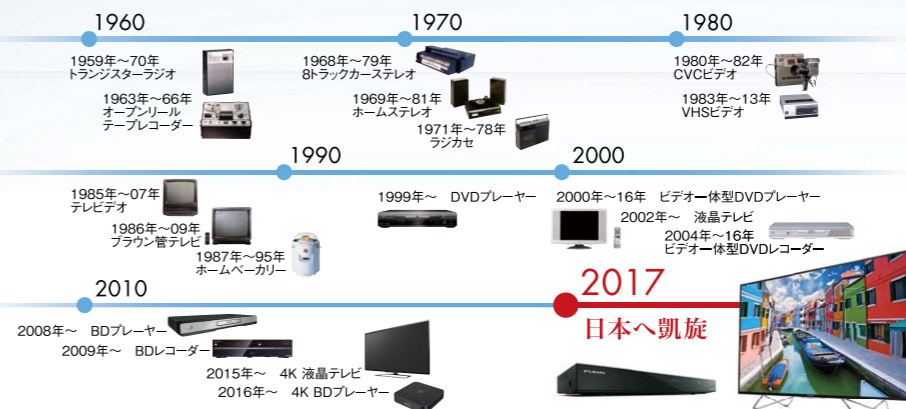 1960
1970
1980
1959年～70年
トランジスターラジオ
1963年～66年
オープンリール
テープレコーダー
1968年～79年
8トラックカーステレオ
1969年～81年
ホームステレオ
1971年～78年
ラジカセ
1980年～82年
CVCビデオ
1983年～13年
VHSビデオ
1990
2000
1985年～07年
テレビデオ
1986年～09年
ブラウン管テレビ
1987年～95年
ホームベーカリー
1999年～　DVDプレーヤー
2000年～16年　ビデオ一体型DVDプレーヤー
2002年～　液晶テレビ
2004年～16年
ビデオ一体型DVDレコーダー
2010
2017
日本へ凱旋
2008年～　BDプレーヤー
2009年～　BDレコーダー
2015年～　4K 液晶テレビ
2016年～　4K BDプレーヤー
FUNAI